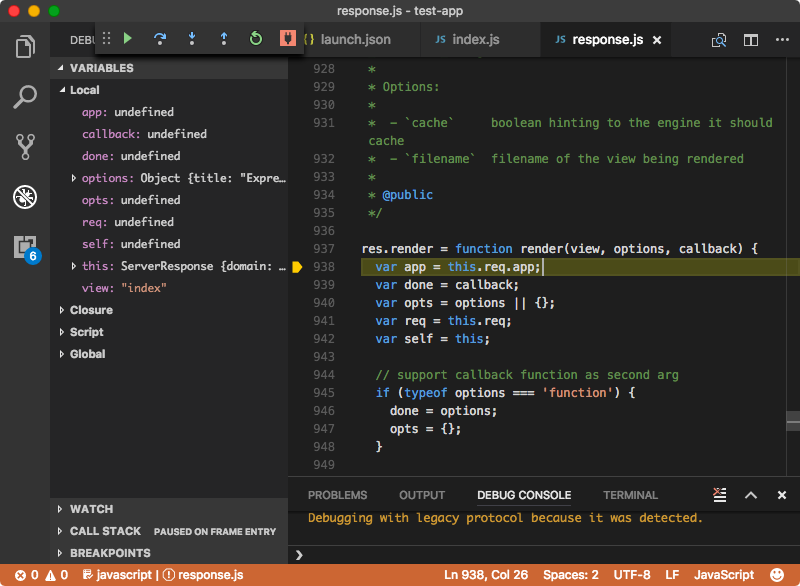 response.js - test-app
DEBU
launch.json
JS index.js
JS response.js
VARIABLES
Local
app: undefined
callback: undefined
done: undefined
options: Object {title: "Expre…
opts: undefined
req: undefined
self: undefined
this: ServerResponse {domain: …
view: "index"
Closure
Script
Global
6
WATCH
CALL STACK PAUSED ON FRAME ENTRY
BREAKPOINTS
928 *
929 * Options:
930 *
931 * - `cache` boolean hinting to the engine it should
cache
932 * - `filename` filename of the view being rendered
933 *
934 * @public
935 */
936
937 res.render = function render(view, options, callback) {
938 var app = this.req.app;
939 var done = callback;
940 var opts = options || {};
941 var req = this.req;
942 var self = this;
943
944 // support callback function as second arg
945 if (typeof options === 'function') {
946 done = options;
947 opts = {};
948 }
949
PROBLEMS OUTPUT DEBUG CONSOLE TERMINAL
Debugging with legacy protocol because it was detected.
0 0 javascript | response.js Ln 938, Col 26 Spaces: 2 UTF-8 LF JavaScript